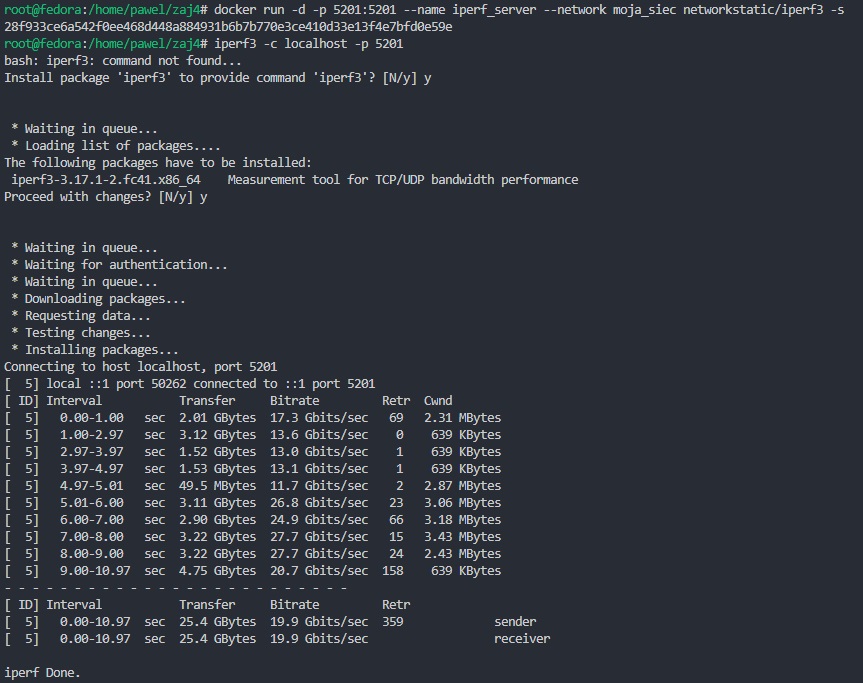 root@fedora:/home/pawel/zaj4# docker run -d -p 5201:5201 --name iperf_server --network moja_siec networkstatic/iperf3 -s
28f933ce6a542f0ee468d448a884931b6b7b770e3ce410d33e13f4e7bfd0e59e
root@fedora:/home/pawel/zaj4# iperf3 -c localhost -p 5201
bash: iperf3: command not found...
Install package 'iperf3' to provide command 'iperf3'? [N/y] y
* Waiting in queue...
* Loading list of packages....
The following packages have to be installed:
iperf3-3.17.1-2.fc41.x86_64    Measurement tool for TCP/UDP bandwidth performance
Proceed with changes? [N/y] y
* Waiting in queue...
* Waiting for authentication...
* Waiting in queue...
* Downloading packages...
* Requesting data...
* Testing changes...
* Installing packages...
Connecting to host localhost, port 5201
[  5] local ::1 port 50262 connected to ::1 port 5201
[ ID] Interval           Transfer     Bitrate         Retr  Cwnd
[  5]   0.00-1.00   sec  2.01 GBytes  17.3 Gbits/sec   69   2.31 MBytes
[  5]   1.00-2.97   sec  3.12 GBytes  13.6 Gbits/sec    0    639 KBytes
[  5]   2.97-3.97   sec  1.52 GBytes  13.0 Gbits/sec    1    639 KBytes
[  5]   3.97-4.97   sec  1.53 GBytes  13.1 Gbits/sec    1    639 KBytes
[  5]   4.97-5.01   sec  49.5 MBytes  11.7 Gbits/sec    2   2.87 MBytes
[  5]   5.01-6.00   sec  3.11 GBytes  26.8 Gbits/sec   23   3.06 MBytes
[  5]   6.00-7.00   sec  2.90 GBytes  24.9 Gbits/sec   66   3.18 MBytes
[  5]   7.00-8.00   sec  3.22 GBytes  27.7 Gbits/sec   15   3.43 MBytes
[  5]   8.00-9.00   sec  3.22 GBytes  27.7 Gbits/sec   24   2.43 MBytes
[  5]   9.00-10.97  sec  4.75 GBytes  20.7 Gbits/sec  158    639 KBytes
- - - - - - - - - - - - - - - - - - - - - - - - -
[ ID] Interval           Transfer     Bitrate         Retr
[  5]   0.00-10.97  sec  25.4 GBytes  19.9 Gbits/sec  359             sender
[  5]   0.00-10.97  sec  25.4 GBytes  19.9 Gbits/sec                  receiver
iperf Done.